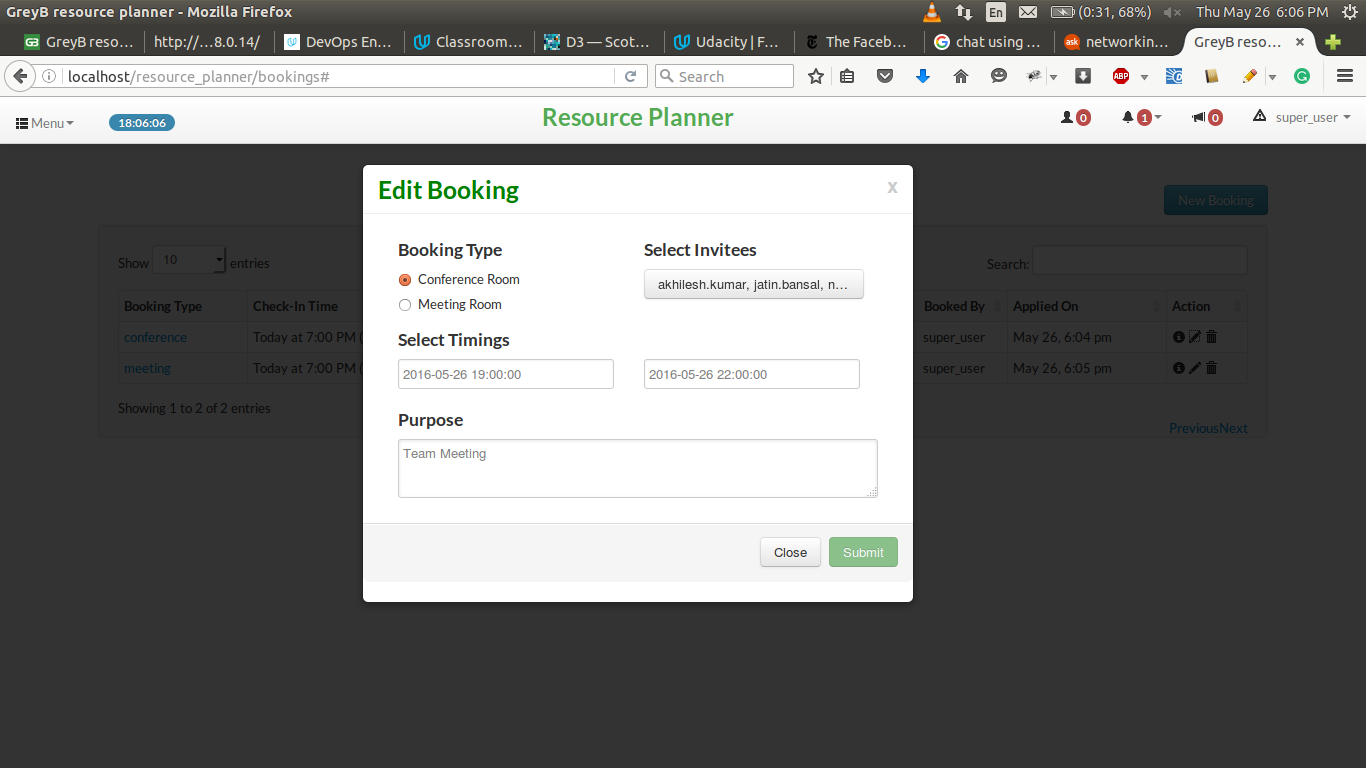 GreyB resource planner - Mozilla Firefox En (0:31, 68%) Thu May 26 6:06 PM
GreyB reso... http://...8.0.14/ DevOps En... Classroom... D3 — Scot... Udacity | F... The Faceb... chat using ... ask networkin... GreyB reso...
localhost/resource_planner/bookings# Search ABP
Menu 18:06:06 Resource Planner 0 1 0 super_user
Edit Booking x
New Booking
Booking Type Select Invitees
Show 10 entries Search:
Conference Room akhilesh.kumar, jatin.bansal, n...
Meeting Room
Booking Type Check-In Time Booked By Applied On Action
conference Today at 7:00 PM ( super_user May 26, 6:04 pm
Select Timings
meeting Today at 7:00 PM ( super_user May 26, 6:05 pm
2016-05-26 19:00:00 2016-05-26 22:00:00
Showing 1 to 2 of 2 entries
Purpose
PreviousNext
Team Meeting
Close Submit